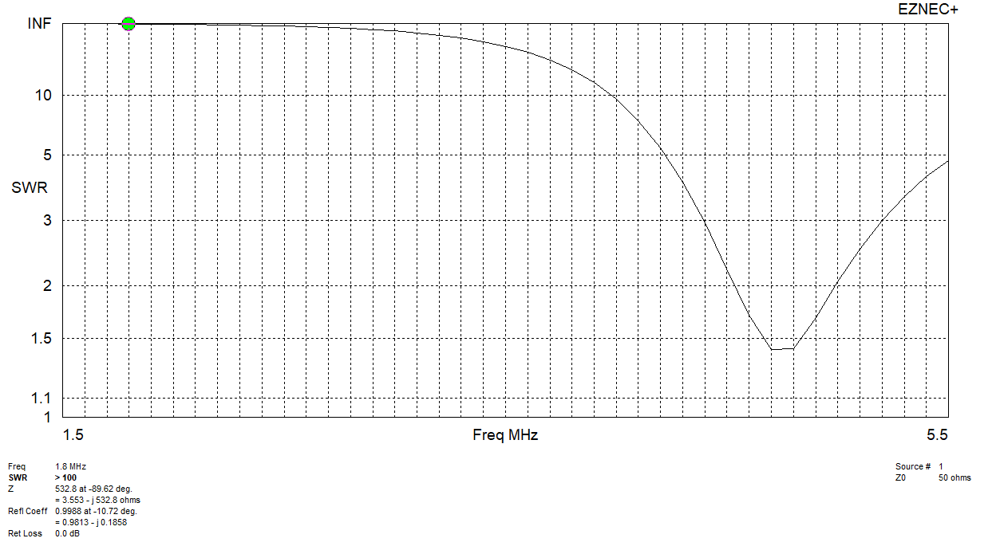 EZNEC+
INF
10
5
SWR
3
2
1.5
1.1
1
1.5 Freq MHz 5.5
Freq 1.8 MHz
SWR > 100
Z 532.8 at -89.62 deg.
= 3.553 - j 532.8 ohms
Refl Coeff 0.9988 at -10.72 deg.
= 0.9813 - j 0.1858
Ret Loss 0.0 dB
Source # 1
Z0 50 ohms